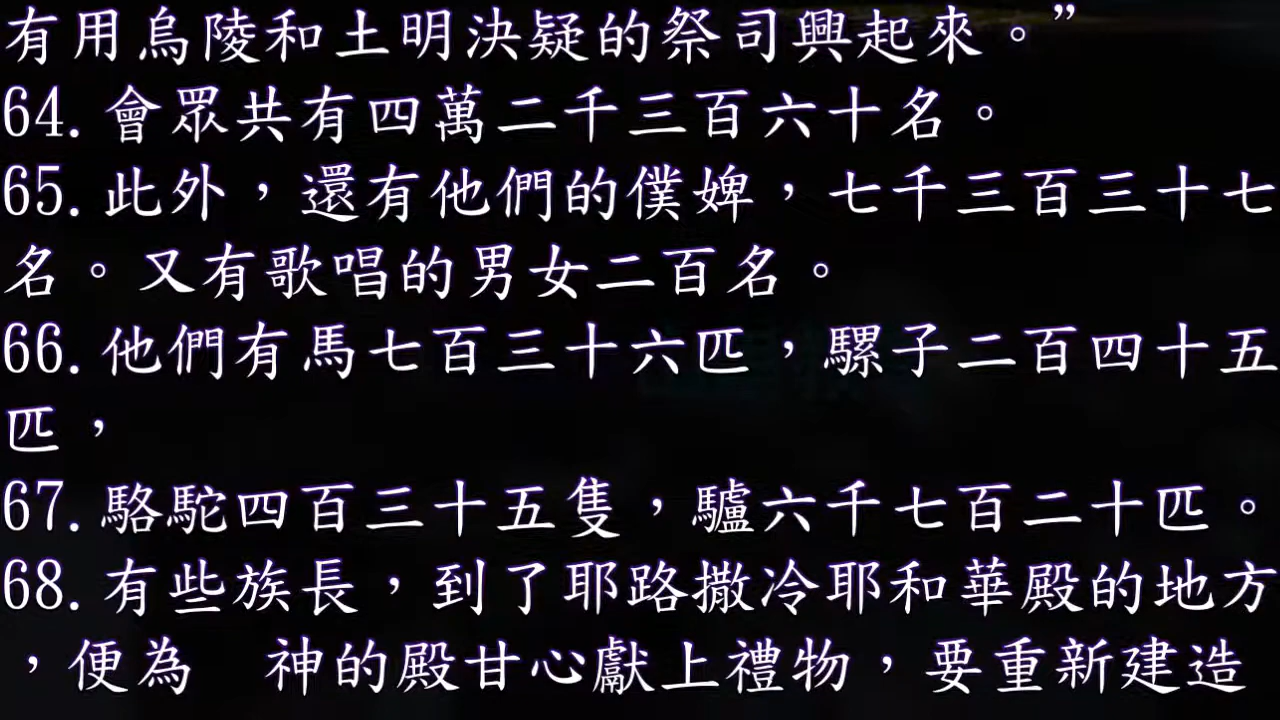 有用烏陵和土明決疑的祭司興起來。”
64.會眾共有四萬二千三百六十名。
65.此外，還有他們的僕婢，七千三百三十七
名。又有歌唱的男女二百名。
66.他們有馬七百三十六匹，騾子二百四十五
匹，
67.駱駝四百三十五隻，驢六千七百二十匹。
68.有些族長，到了耶路撒冷耶和華殿的地方
，便為　神的殿甘心獻上禮物，要重新建造